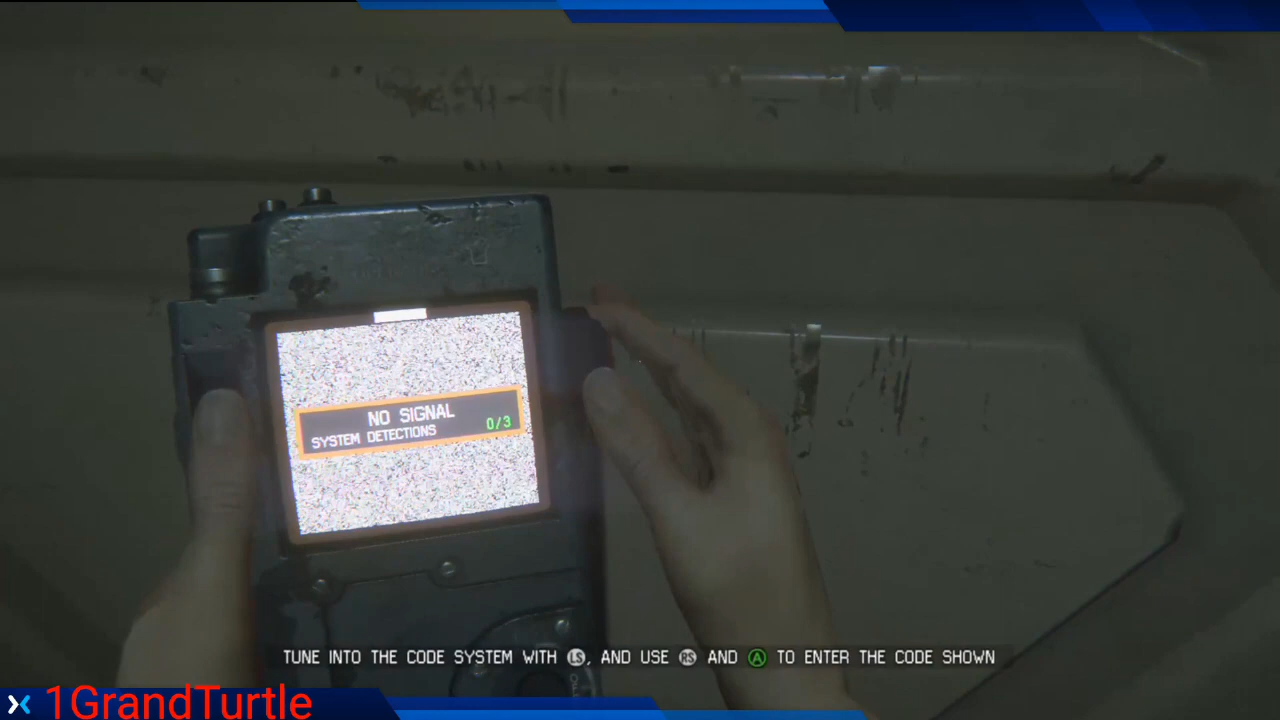 NO SIGNAL
SYSTEM DETECTIONS 0/3
TUNE INTO THE CODE SYSTEM WITH LS, AND USE RS AND A TO ENTER THE CODE SHOWN
1GrandTurtle